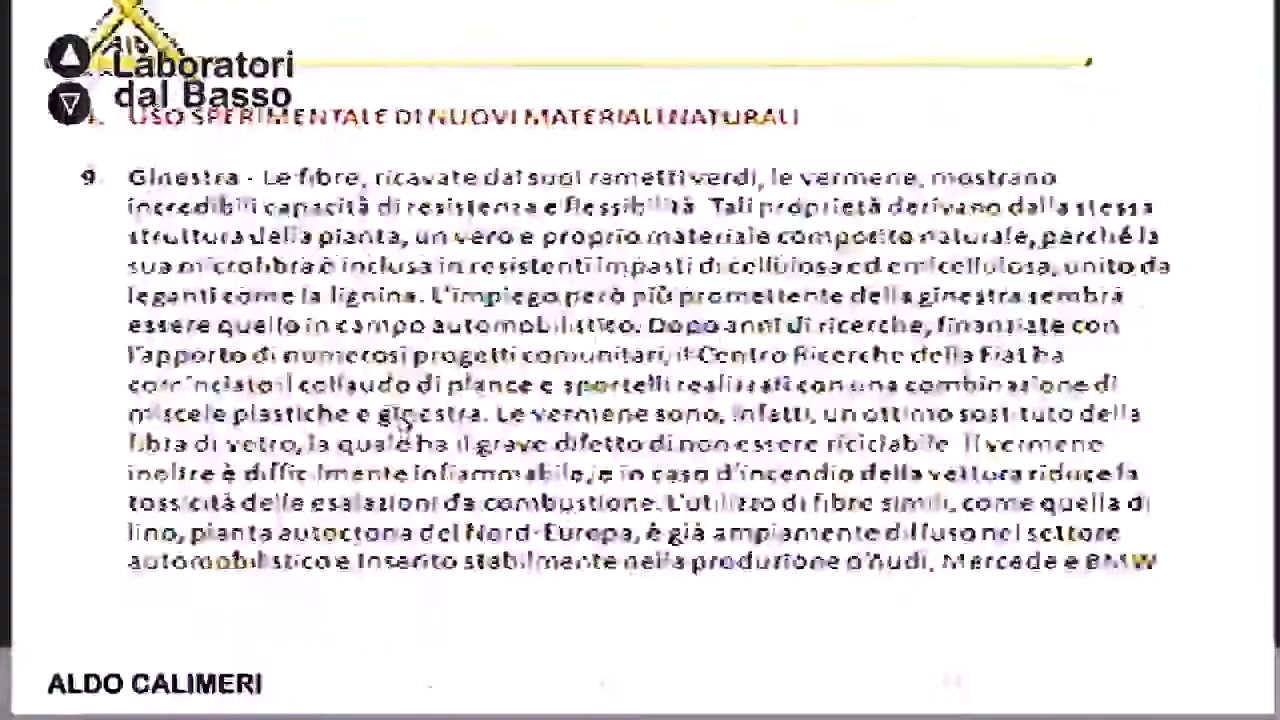 Laboratori
dal Basso
USO SPERIMENTALE DI NUOVI MATERIALI NATURALI
9. Ginestra - Le fibre, ricavate dai suoi rametti verdi, le vermene, mostrano
incredibili capacità di resistenza e flessibilità. Tali proprietà derivano dalla stessa
struttura della pianta, un vero e proprio materiale composito naturale, perché la
sua microfibra è inclusa in resistenti impasti di cellulosa ed emicellulosa, unito da
leganti come la lignina. L'impiego però più promettente della ginestra sembra
essere quello in campo automobilistico. Dopo anni di ricerche, finanziate con
l'apporto di numerosi progetti comunitari, il Centro Ricerche della Fiat ha
cominciato il collaudo di plance e sportelli realizzati con una combinazione di
miscele plastiche e ginestra. Le vermene sono, infatti, un ottimo sostituto della
fibra di vetro, la quale ha il grave difetto di non essere riciclabile. Il vermene
inoltre è difficilmente infiammabile, e in caso d'incendio della vettura riduce la
tossicità delle esalazioni da combustione. L'utilizzo di fibre simili, come quella di
lino, pianta autoctona del Nord-Europa, è già ampiamente diffuso nel settore
automobilistico e inserito stabilmente nella produzione d'Audi, Mercede e BMW
ALDO CALIMERI